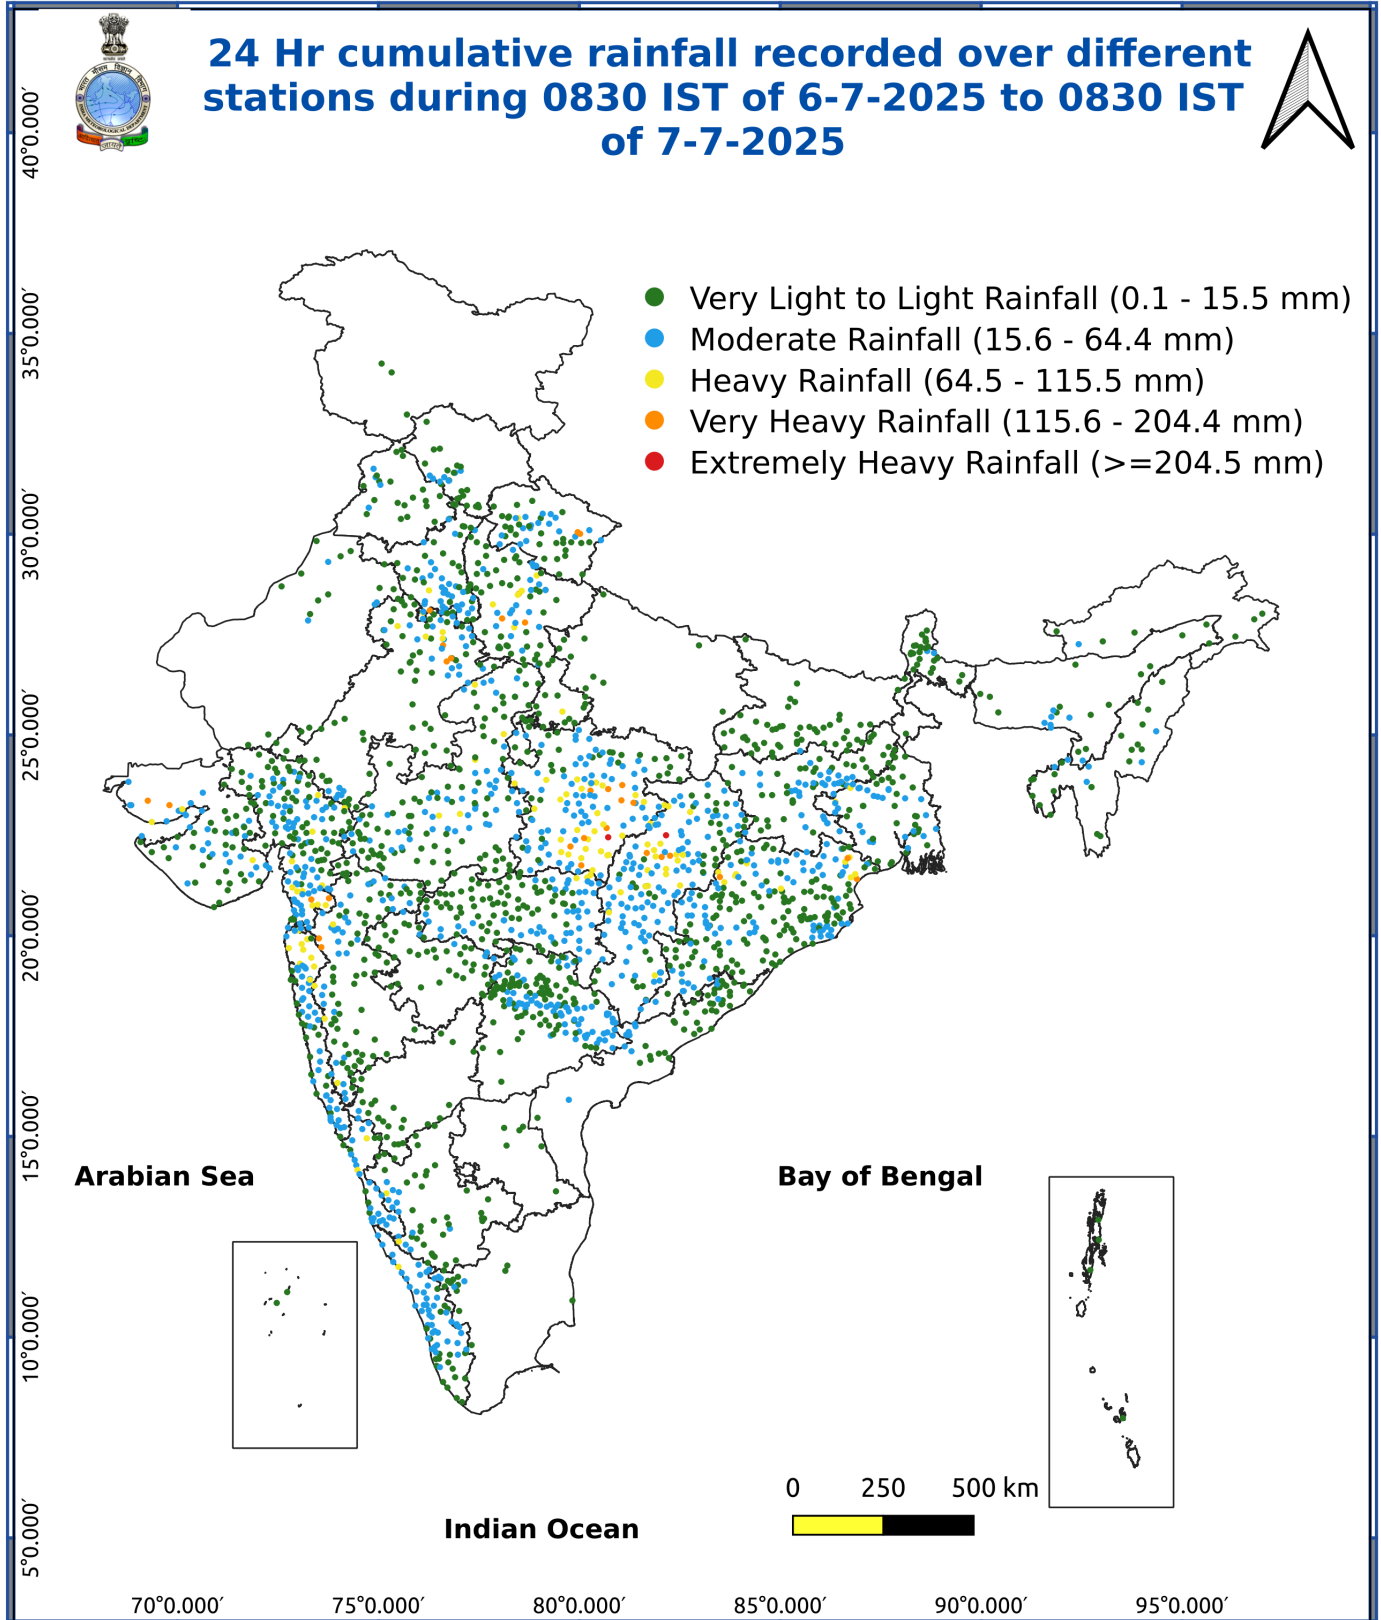 24 Hr cumulative rainfall recorded over different
stations during 0830 IST of 6-7-2025 to 0830 IST
of 7-7-2025
Very Light to Light Rainfall (0.1 - 15.5 mm)
Moderate Rainfall (15.6 - 64.4 mm)
Heavy Rainfall (64.5 - 115.5 mm)
Very Heavy Rainfall (115.6 - 204.4 mm)
Extremely Heavy Rainfall (>=204.5 mm)
40°0.000′
35°0.000′
30°0.000′
25°0.000′
20°0.000′
15°0.000′
10°0.000′
5°0.000′
Arabian Sea
Bay of Bengal
Indian Ocean
0 250 500 km
70°0.000′ 75°0.000′ 80°0.000′ 85°0.000′ 90°0.000′ 95°0.000′